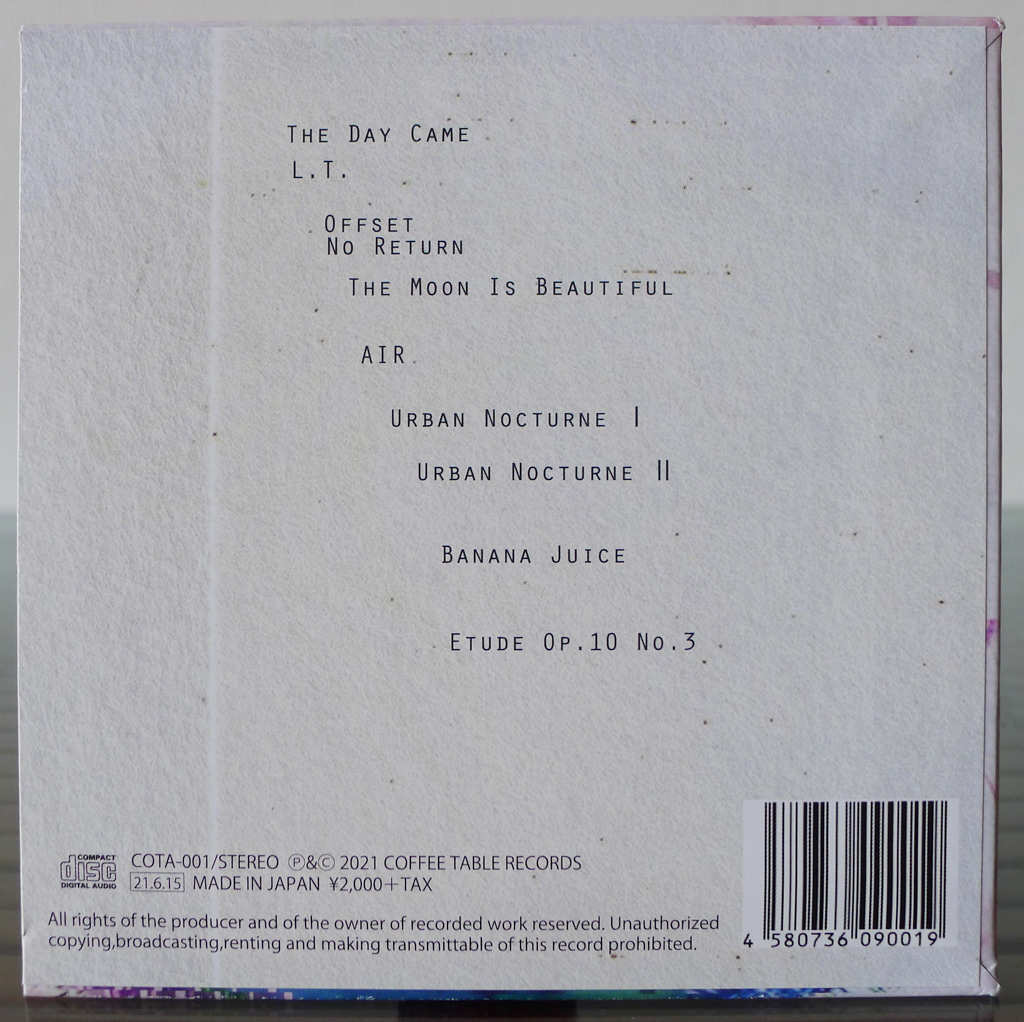 The Day Came
L.T.
Offset
No Return
The Moon Is Beautiful
AIR
Urban Nocturne I
Urban Nocturne II
Banana Juice
Etude Op.10 No.3
COMPACT
disc
DIGITAL AUDIO
COTA-001/STEREO Ⓟ&Ⓒ 2021 COFFEE TABLE RECORDS
21.6.15 MADE IN JAPAN ¥2,000+TAX
All rights of the producer and of the owner of recorded work reserved. Unauthorized
copying,broadcasting,renting and making transmittable of this record prohibited.
4 580736 090019